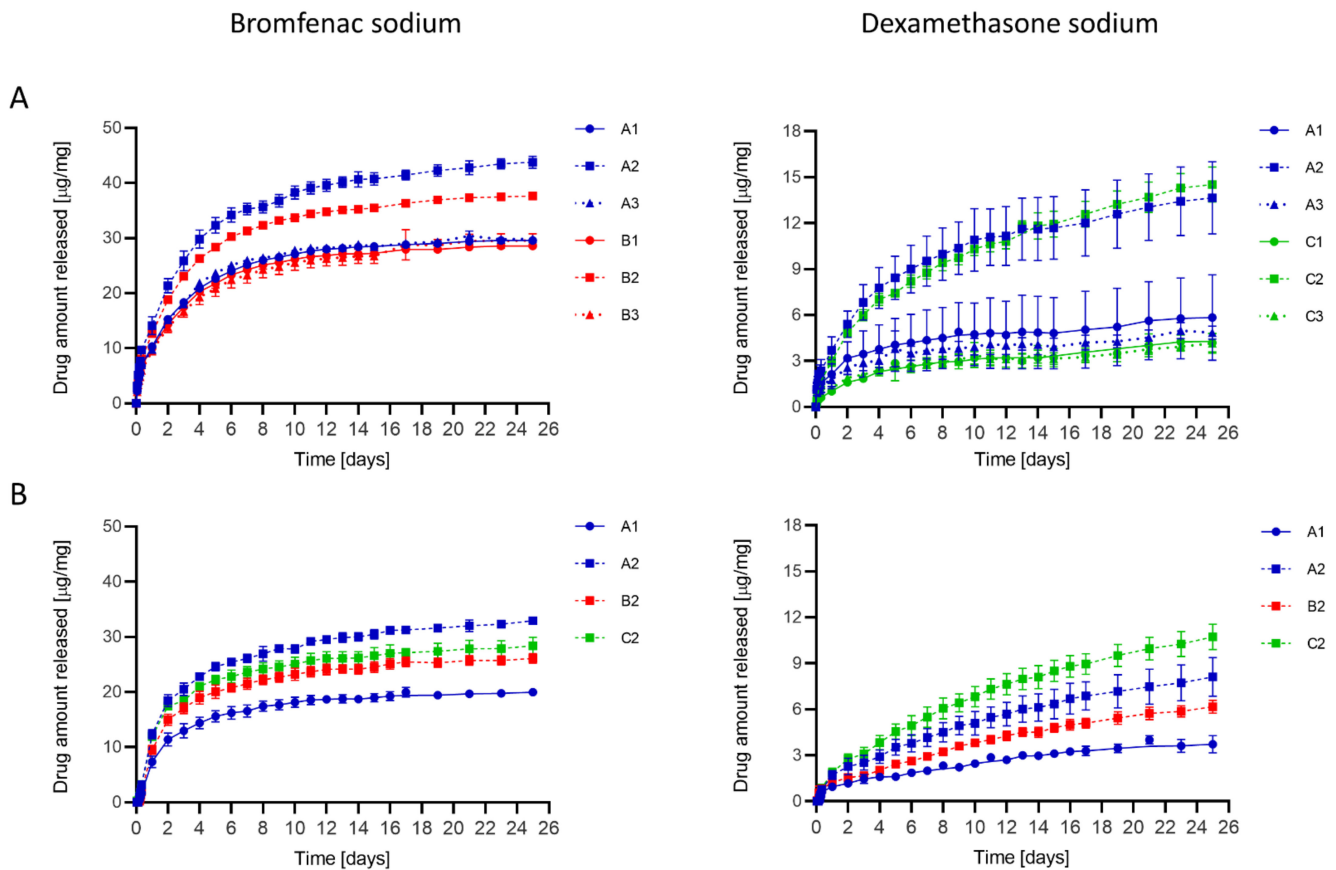 Bromfenac sodium
Dexamethasone sodium
A
Drug amount released [µg/mg]
50
40
30
20
10
0
0 2 4 6 8 10 12 14 16 18 20 22 24 26
Time [days]
A1
A2
A3
B1
B2
B3
Drug amount released [µg/mg]
18
15
12
9
6
3
0
0 2 4 6 8 10 12 14 16 18 20 22 24 26
Time [days]
A1
A2
A3
C1
C2
C3
B
Drug amount released [µg/mg]
50
40
30
20
10
0
0 2 4 6 8 10 12 14 16 18 20 22 24 26
Time [days]
A1
A2
B2
C2
Drug amount released [µg/mg]
18
15
12
9
6
3
0
0 2 4 6 8 10 12 14 16 18 20 22 24 26
Time [days]
A1
A2
B2
C2